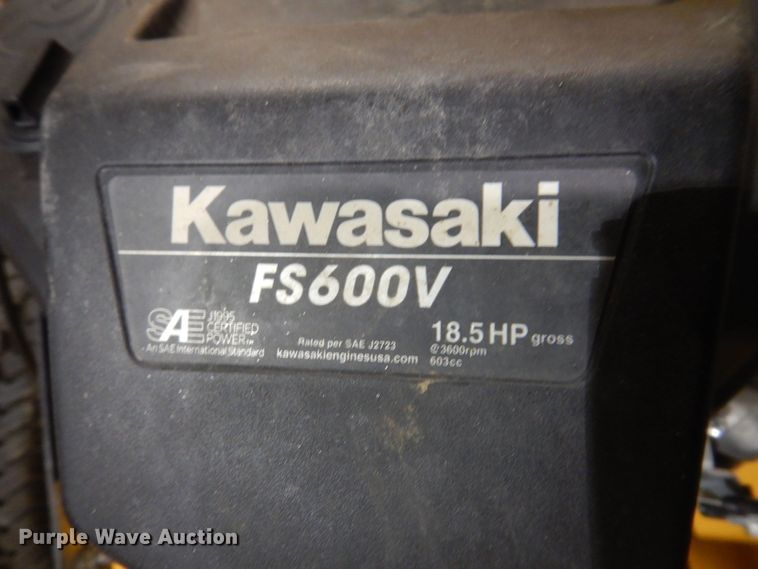 Kawasaki
FS600V
SAE J1995
CERTIFIED
POWER™
An SAE International Standard
Rated per SAE J2723
kawasakienginesusa.com
18.5 HP gross
@3600rpm
603cc
Purple Wave Auction